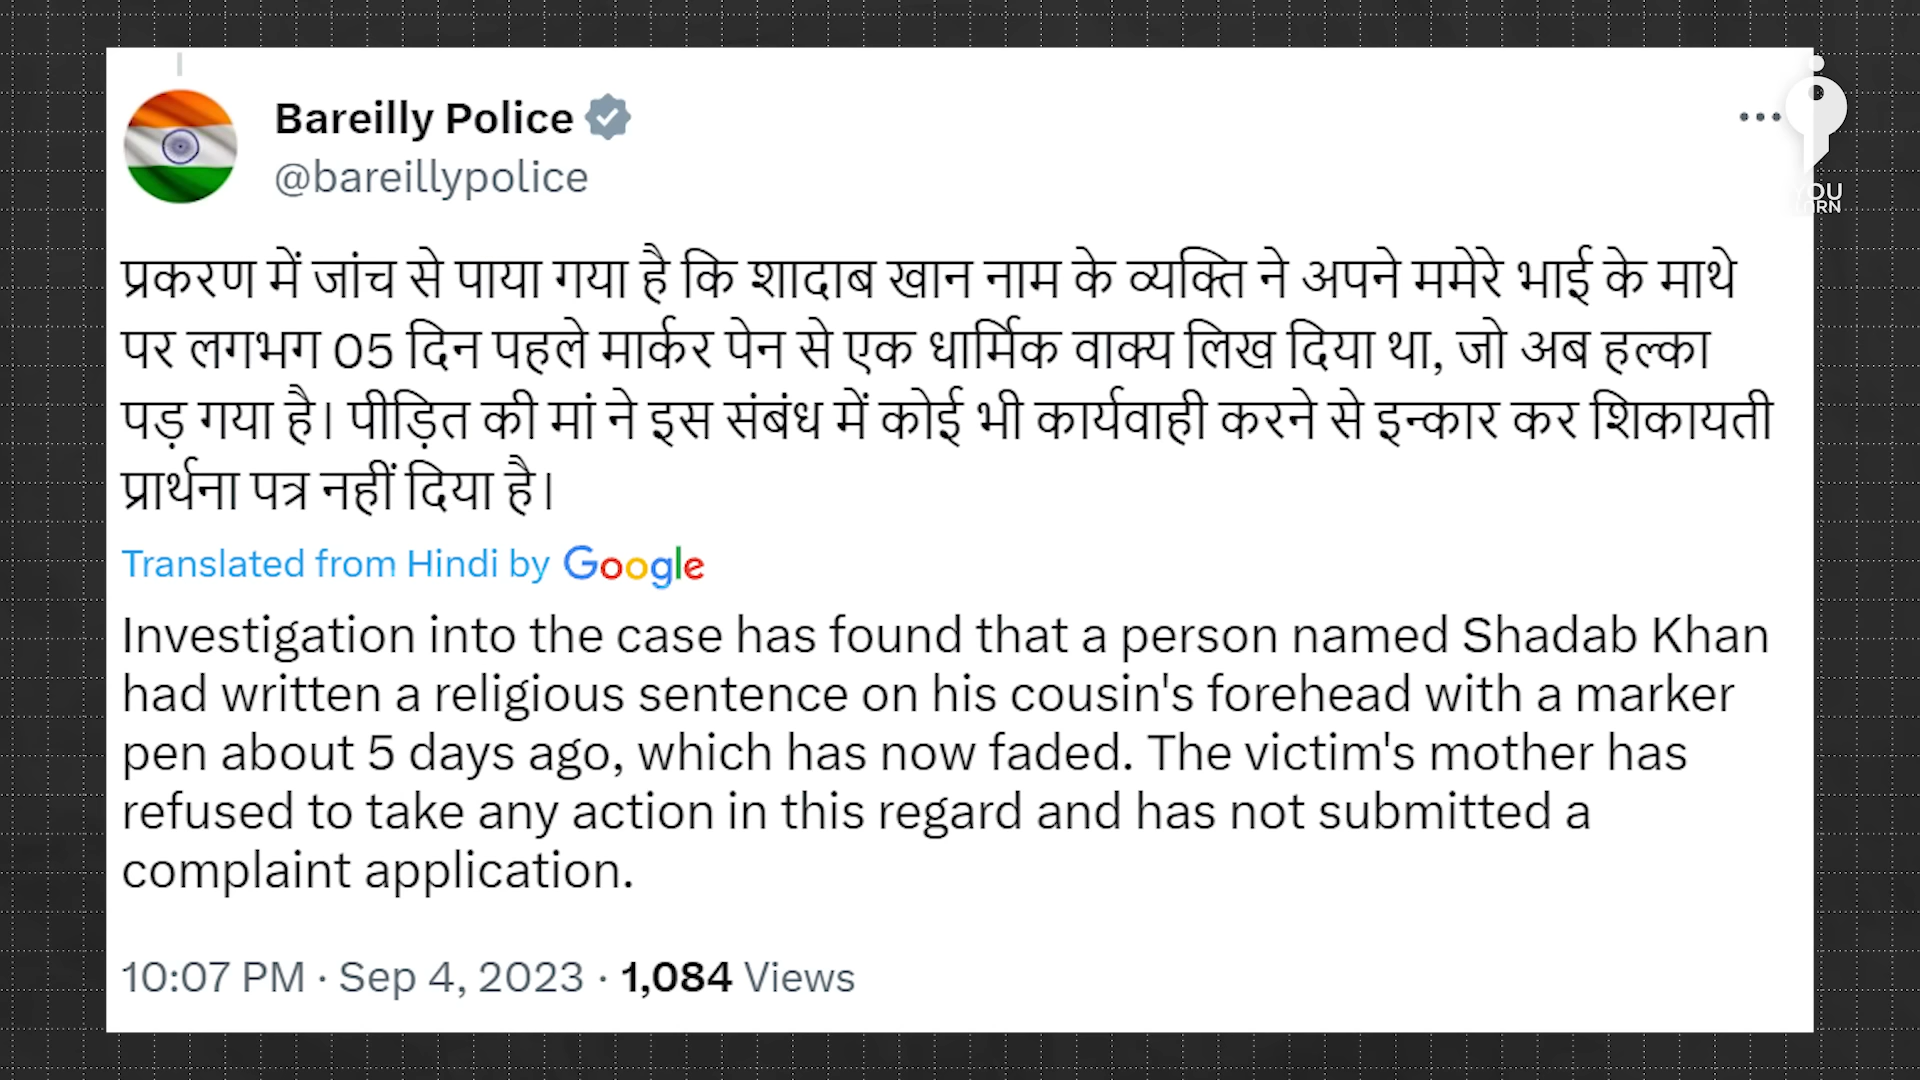 Bareilly Police
@bareillypolice
प्रकरण में जांच से पाया गया है कि शादाब खान नाम के व्यक्ति ने अपने ममेरे भाई के माथे
पर लगभग 05 दिन पहले मार्कर पेन से एक धार्मिक वाक्य लिख दिया था, जो अब हल्का
पड़ गया है। पीड़ित की मां ने इस संबंध में कोई भी कार्यवाही करने से इन्कार कर शिकायती
प्रार्थना पत्र नहीं दिया है।
Translated from Hindi by Google
Investigation into the case has found that a person named Shadab Khan
had written a religious sentence on his cousin's forehead with a marker
pen about 5 days ago, which has now faded. The victim's mother has
refused to take any action in this regard and has not submitted a
complaint application.
10:07 PM · Sep 4, 2023 · 1,084 Views